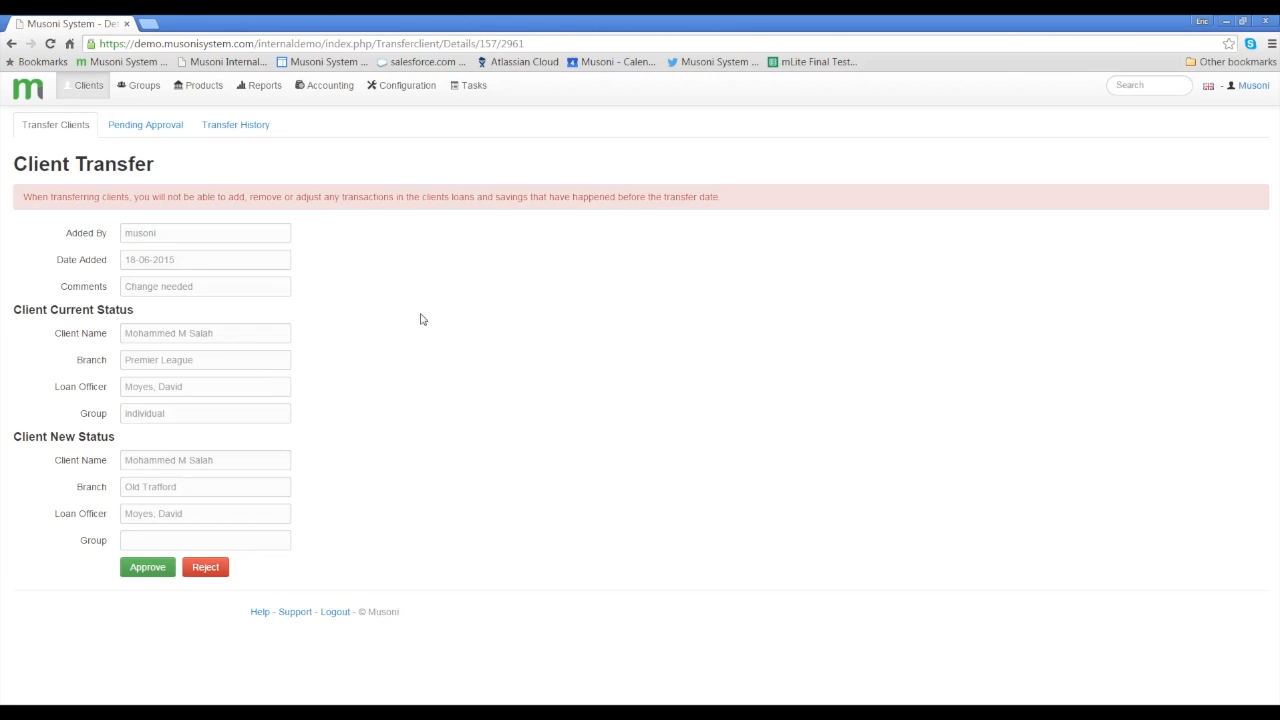 Musoni System - Det
Eric
https://demo.musonisystem.com/internaldemo/index.php/Transferclient/Details/157/2961
Bookmarks Musoni System ... Musoni Internal... Musoni System ... salesforce.com ... Atlassian Cloud Musoni - Calen... Musoni System ... mLite Final Test... Other bookmarks
m Clients Groups Products Reports Accounting Configuration Tasks Search - Musoni
Transfer Clients Pending Approval Transfer History
Client Transfer
When transferring clients, you will not be able to add, remove or adjust any transactions in the clients loans and savings that have happened before the transfer date.
Added By musoni
Date Added 18-06-2015
Comments Change needed
Client Current Status
Client Name Mohammed M Salah
Branch Premier League
Loan Officer Moyes, David
Group individual
Client New Status
Client Name Mohammed M Salah
Branch Old Trafford
Loan Officer Moyes, David
Group
Approve Reject
Help - Support - Logout - © Musoni